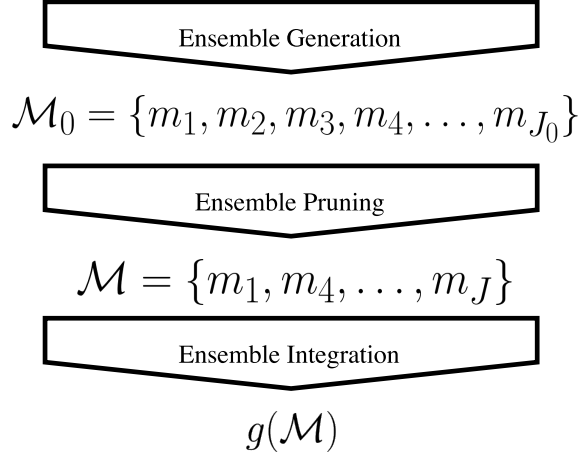 Ensemble Generation
ℳ₀ = {m₁, m₂, m₃, m₄, . . . , m_{J₀}}
Ensemble Pruning
ℳ = {m₁, m₄, . . . , m_J}
Ensemble Integration
g(ℳ)